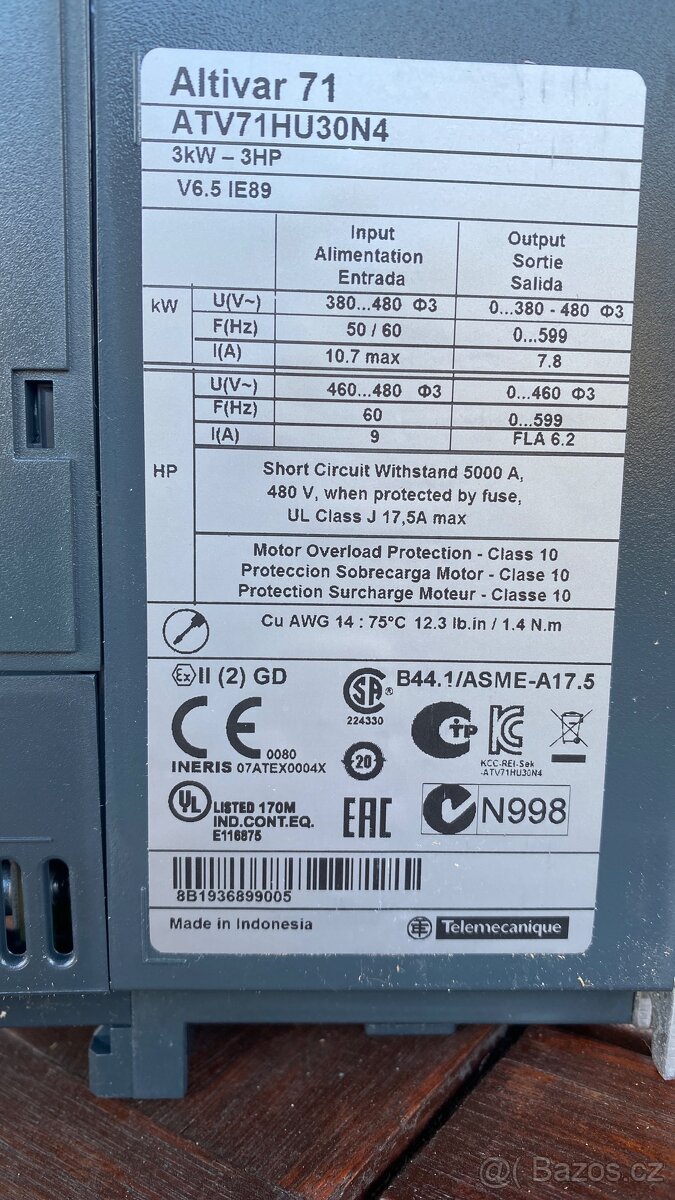 Altivar 71
ATV71HU30N4
3kW – 3HP
V6.5 IE89
Input Output
Alimentation Sortie
Entrada Salida
kW U(V~) 380...480 Φ3 0...380 - 480 Φ3
F(Hz) 50 / 60 0...599
I(A) 10.7 max 7.8
U(V~) 460...480 Φ3 0...460 Φ3
F(Hz) 60 0...599
I(A) 9 FLA 6.2
HP Short Circuit Withstand 5000 A,
480 V, when protected by fuse,
UL Class J 17,5A max
Motor Overload Protection - Class 10
Proteccion Sobrecarga Motor - Clase 10
Protection Surcharge Moteur - Classe 10
Cu AWG 14 : 75°C 12.3 lb.in / 1.4 N.m
Ex II (2) GD
SA ® B44.1/ASME-A17.5
224330
CE 0080
INERIS 07ATEX0004X
20
KCC-REI-Sek
-ATV71HU30N4
UL LISTED 170M
IND.CONT.EQ.
E116875
EAC
N998
8B1936899005
Made in Indonesia
Telemecanique
@( Bazos.cz